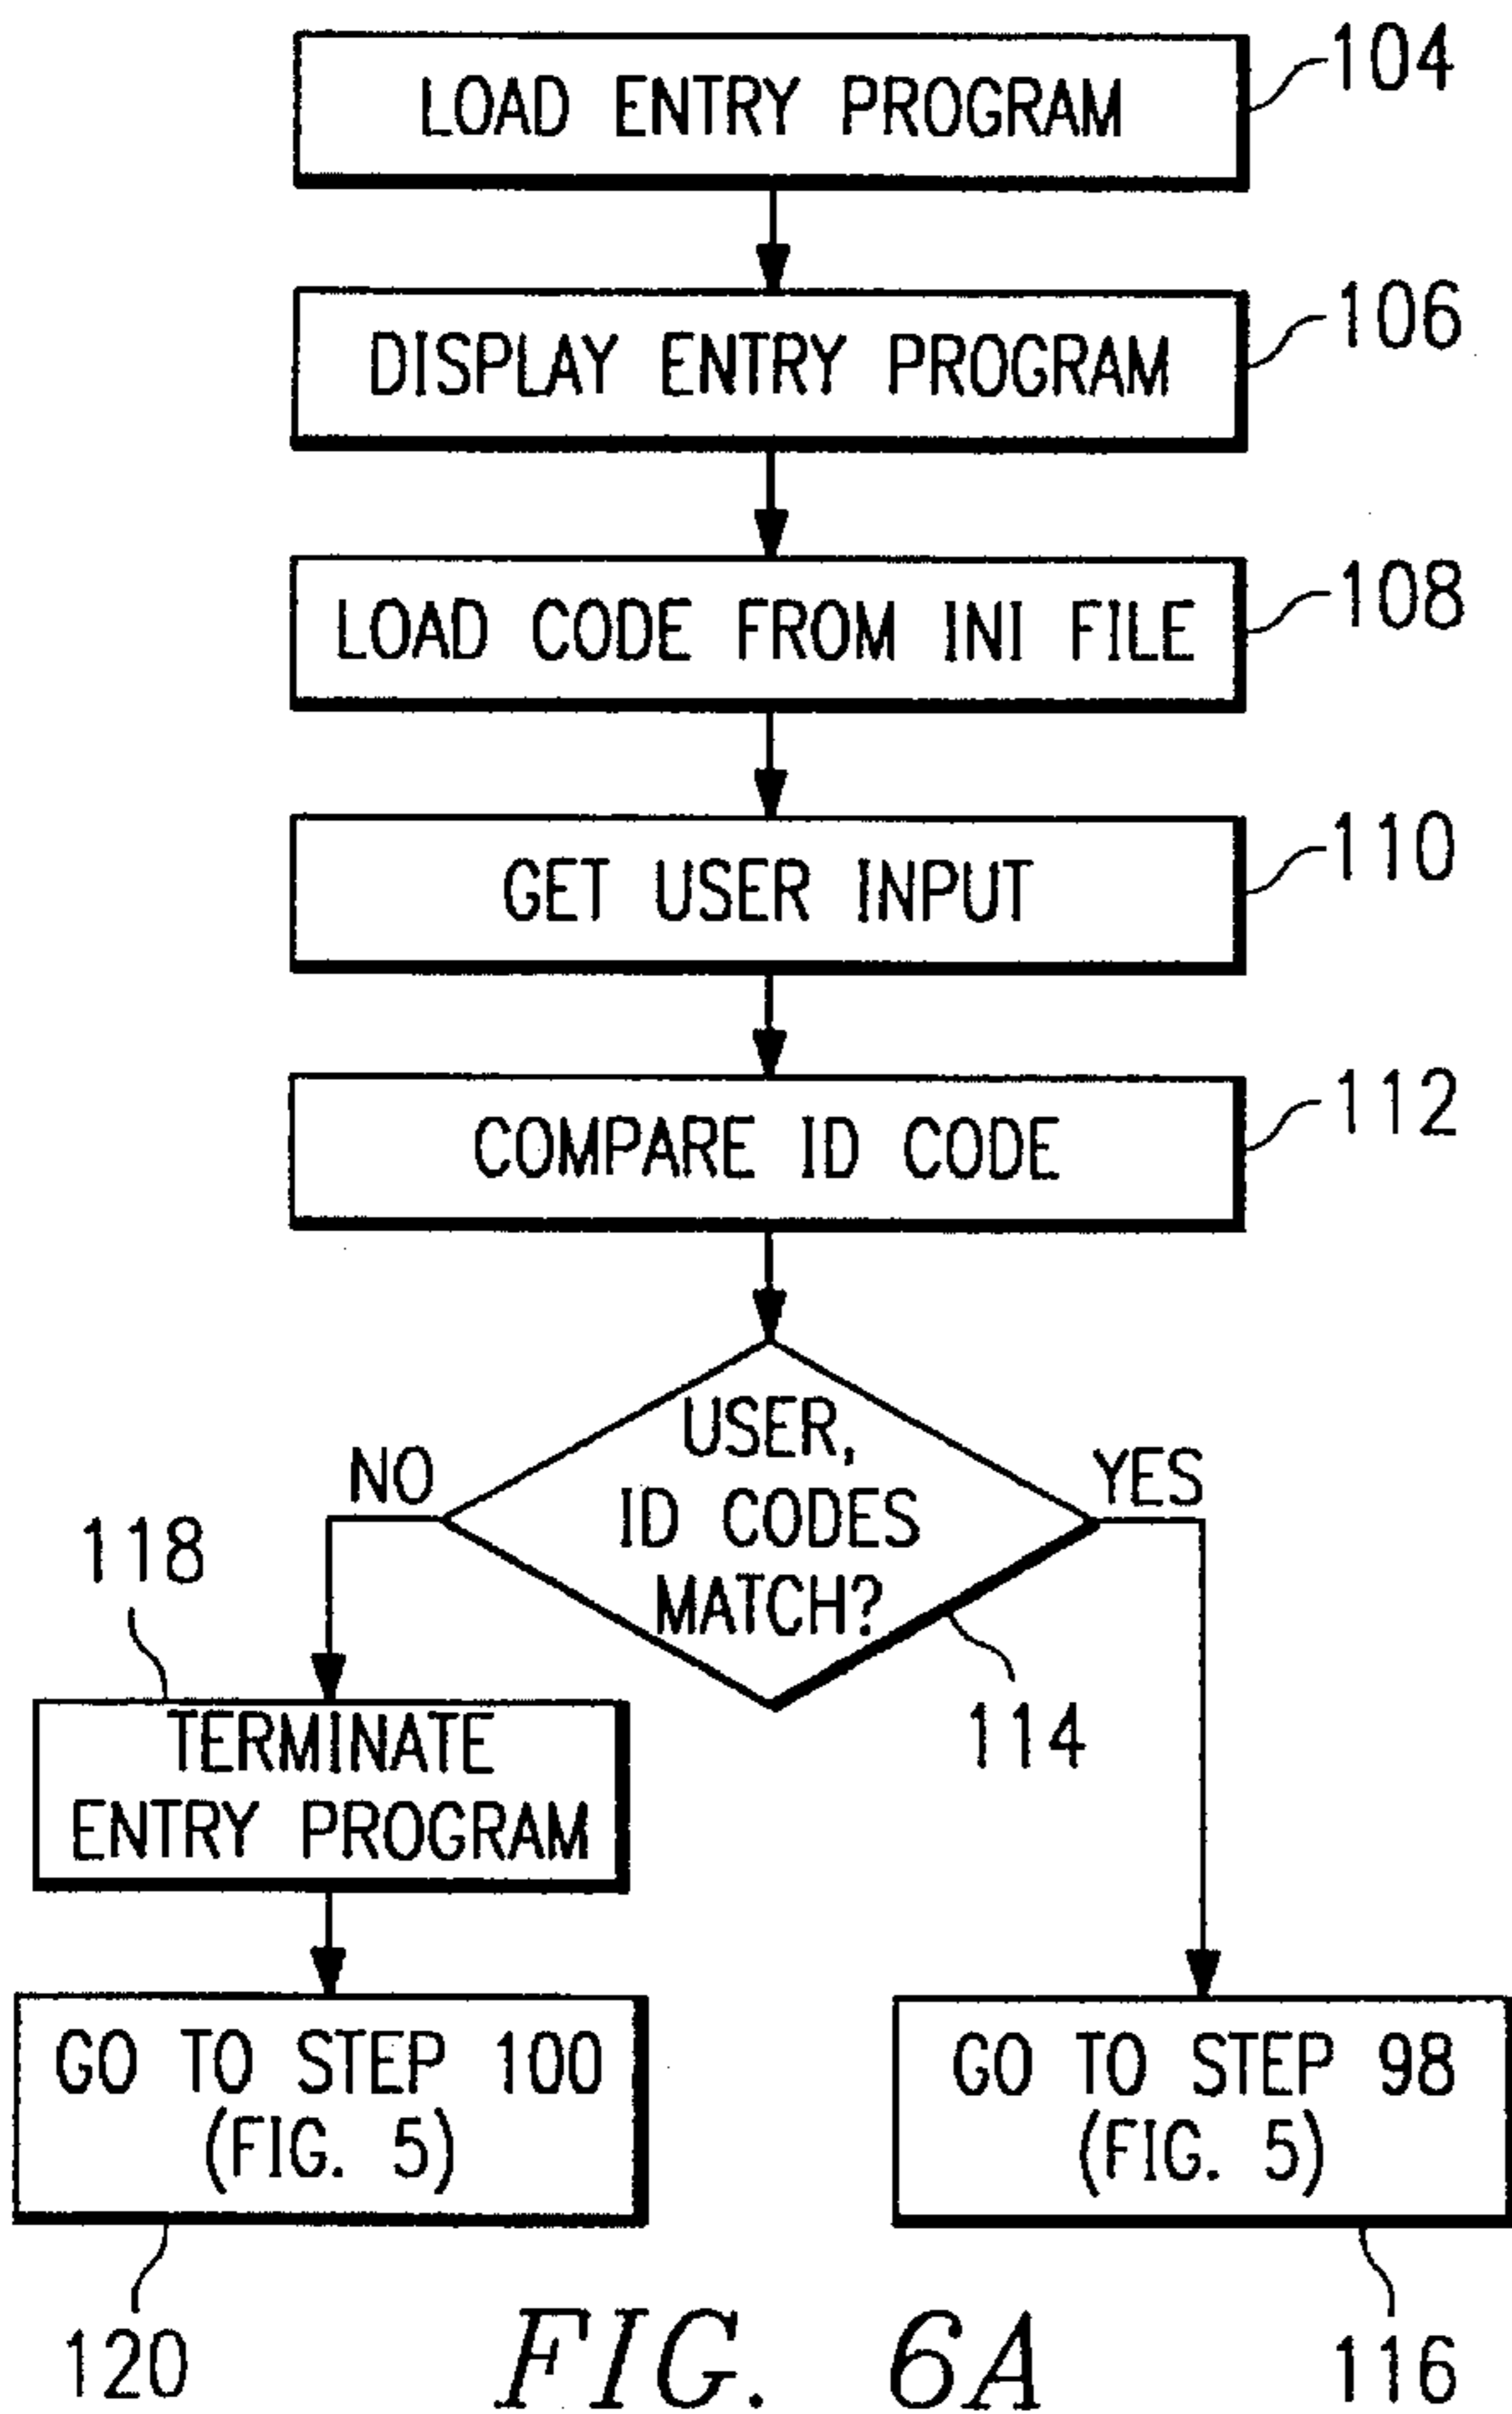 LOAD ENTRY PROGRAM
104
DISPLAY ENTRY PROGRAM
106
LOAD CODE FROM INI FILE
108
GET USER INPUT
110
COMPARE ID CODE
112
USER,
ID CODES
MATCH?
NO
YES
118
114
TERMINATE
ENTRY PROGRAM
GO TO STEP 100
(FIG. 5)
GO TO STEP 98
(FIG. 5)
120
116
FIG. 6A